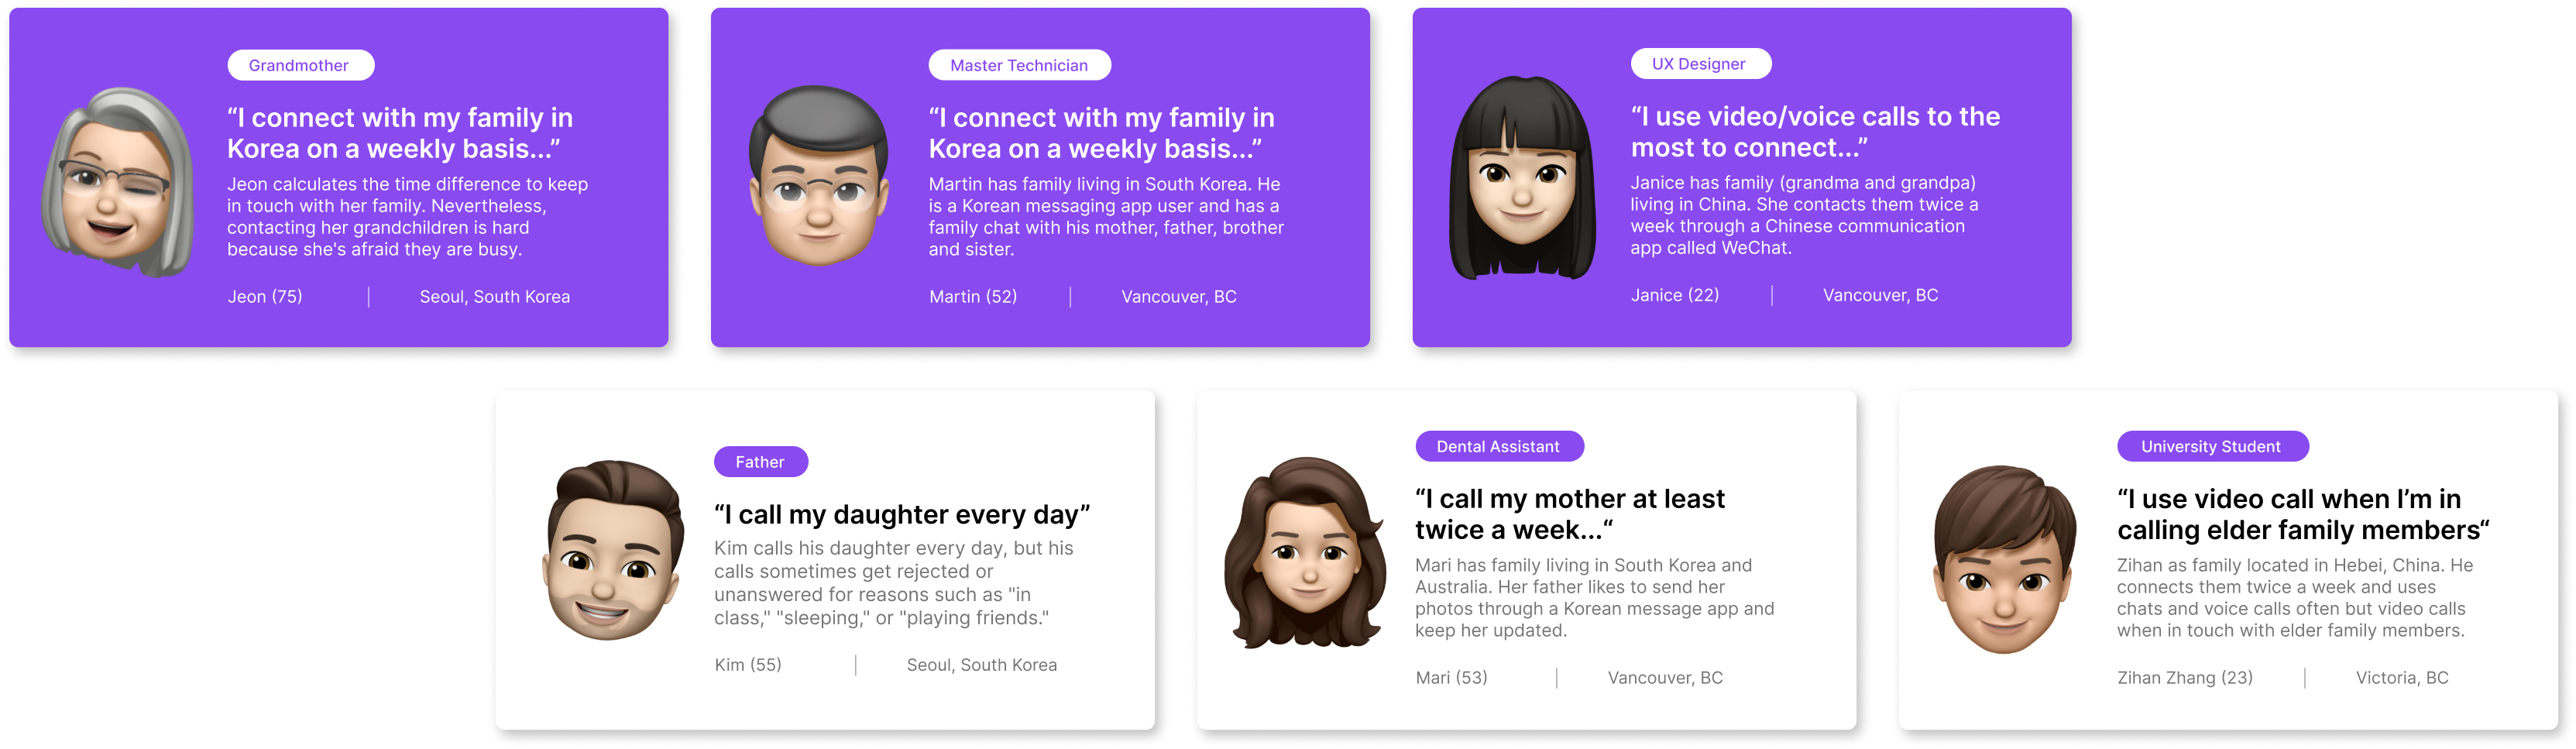 Grandmother
“I connect with my family in
Korea on a weekly basis...”
Jeon calculates the time difference to keep
in touch with her family. Nevertheless,
contacting her grandchildren is hard
because she's afraid they are busy.
Jeon (75) | Seoul, South Korea
Master Technician
“I connect with my family in
Korea on a weekly basis...”
Martin has family living in South Korea. He
is a Korean messaging app user and has a
family chat with his mother, father, brother
and sister.
Martin (52) | Vancouver, BC
UX Designer
“I use video/voice calls to the
most to connect...”
Janice has family (grandma and grandpa)
living in China. She contacts them twice a
week through a Chinese communication
app called WeChat.
Janice (22) | Vancouver, BC
Father
“I call my daughter every day”
Kim calls his daughter every day, but his
calls sometimes get rejected or
unanswered for reasons such as "in
class," "sleeping," or "playing friends."
Kim (55) | Seoul, South Korea
Dental Assistant
“I call my mother at least
twice a week...“
Mari has family living in South Korea and
Australia. Her father likes to send her
photos through a Korean message app and
keep her updated.
Mari (53) | Vancouver, BC
University Student
“I use video call when I’m in
calling elder family members“
Zihan as family located in Hebei, China. He
connects them twice a week and uses
chats and voice calls often but video calls
when in touch with elder family members.
Zihan Zhang (23) | Victoria, BC